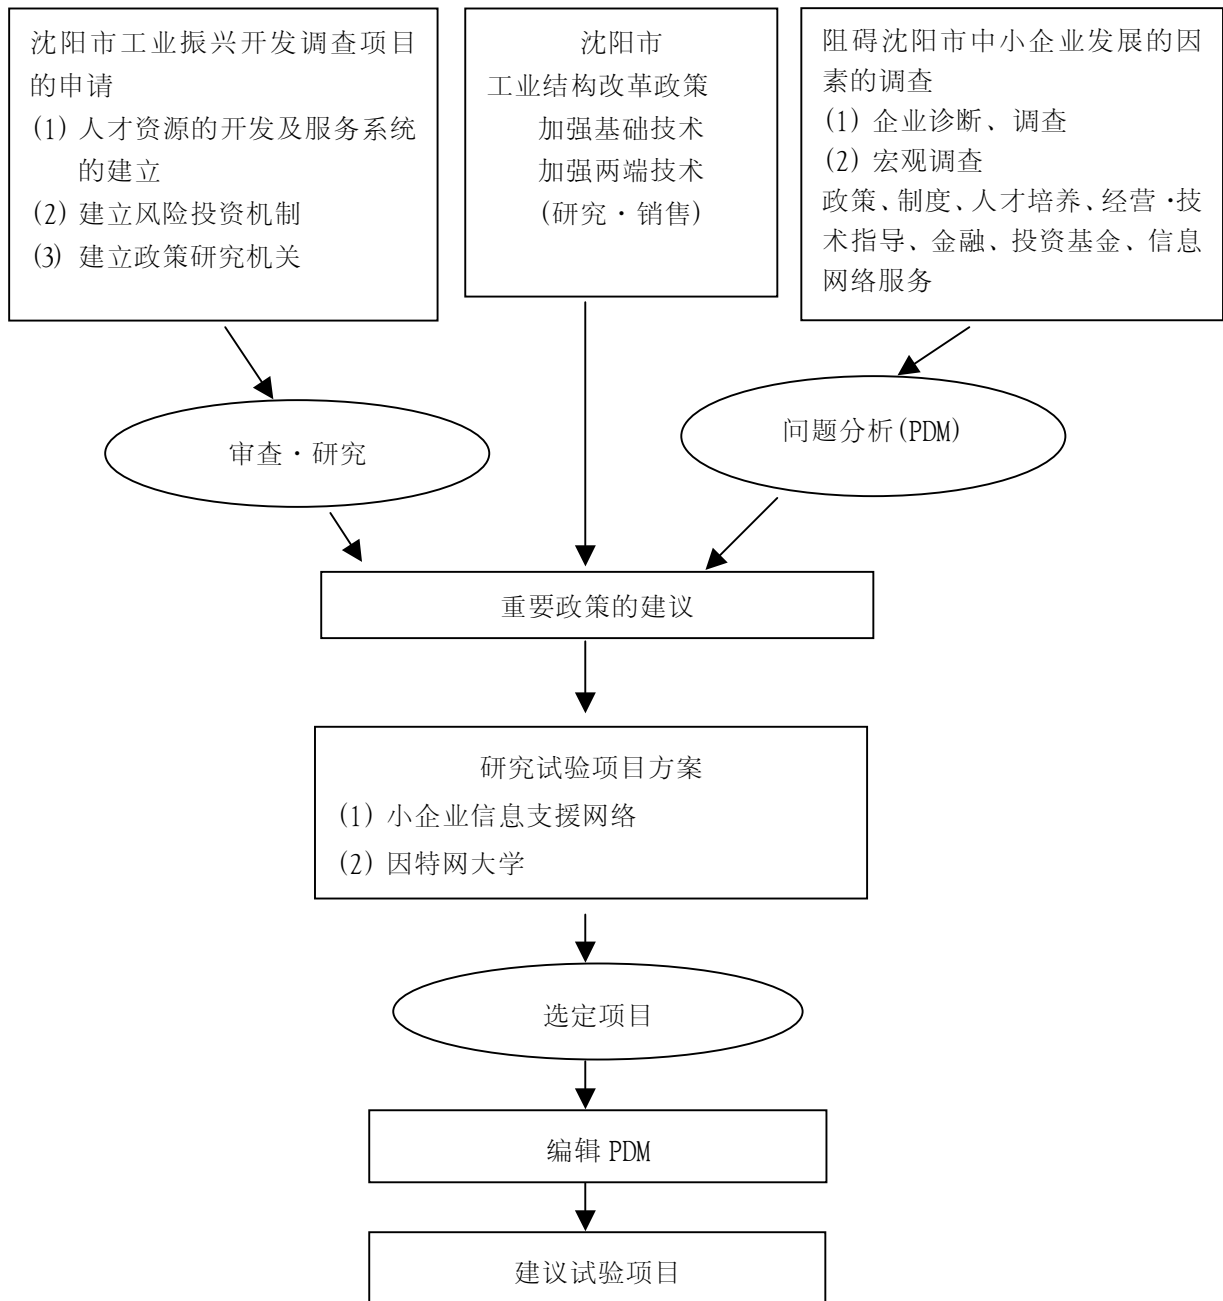 沈阳市工业振兴开发调查项目
的申请
(1) 人才资源的开发及服务系统
的建立
(2) 建立风险投资机制
(3) 建立政策研究机关
沈阳市
工业结构改革政策
加强基础技术
加强两端技术
(研究·销售)
阻碍沈阳市中小企业发展的因
素的调查
(1) 企业诊断、调查
(2) 宏观调查
政策、制度、人才培养、经营·技
术指导、金融、投资基金、信息
网络服务
审查·研究
问题分析(PDM)
重要政策的建议
研究试验项目方案
(1) 小企业信息支援网络
(2) 因特网大学
选定项目
编辑 PDM
建议试验项目